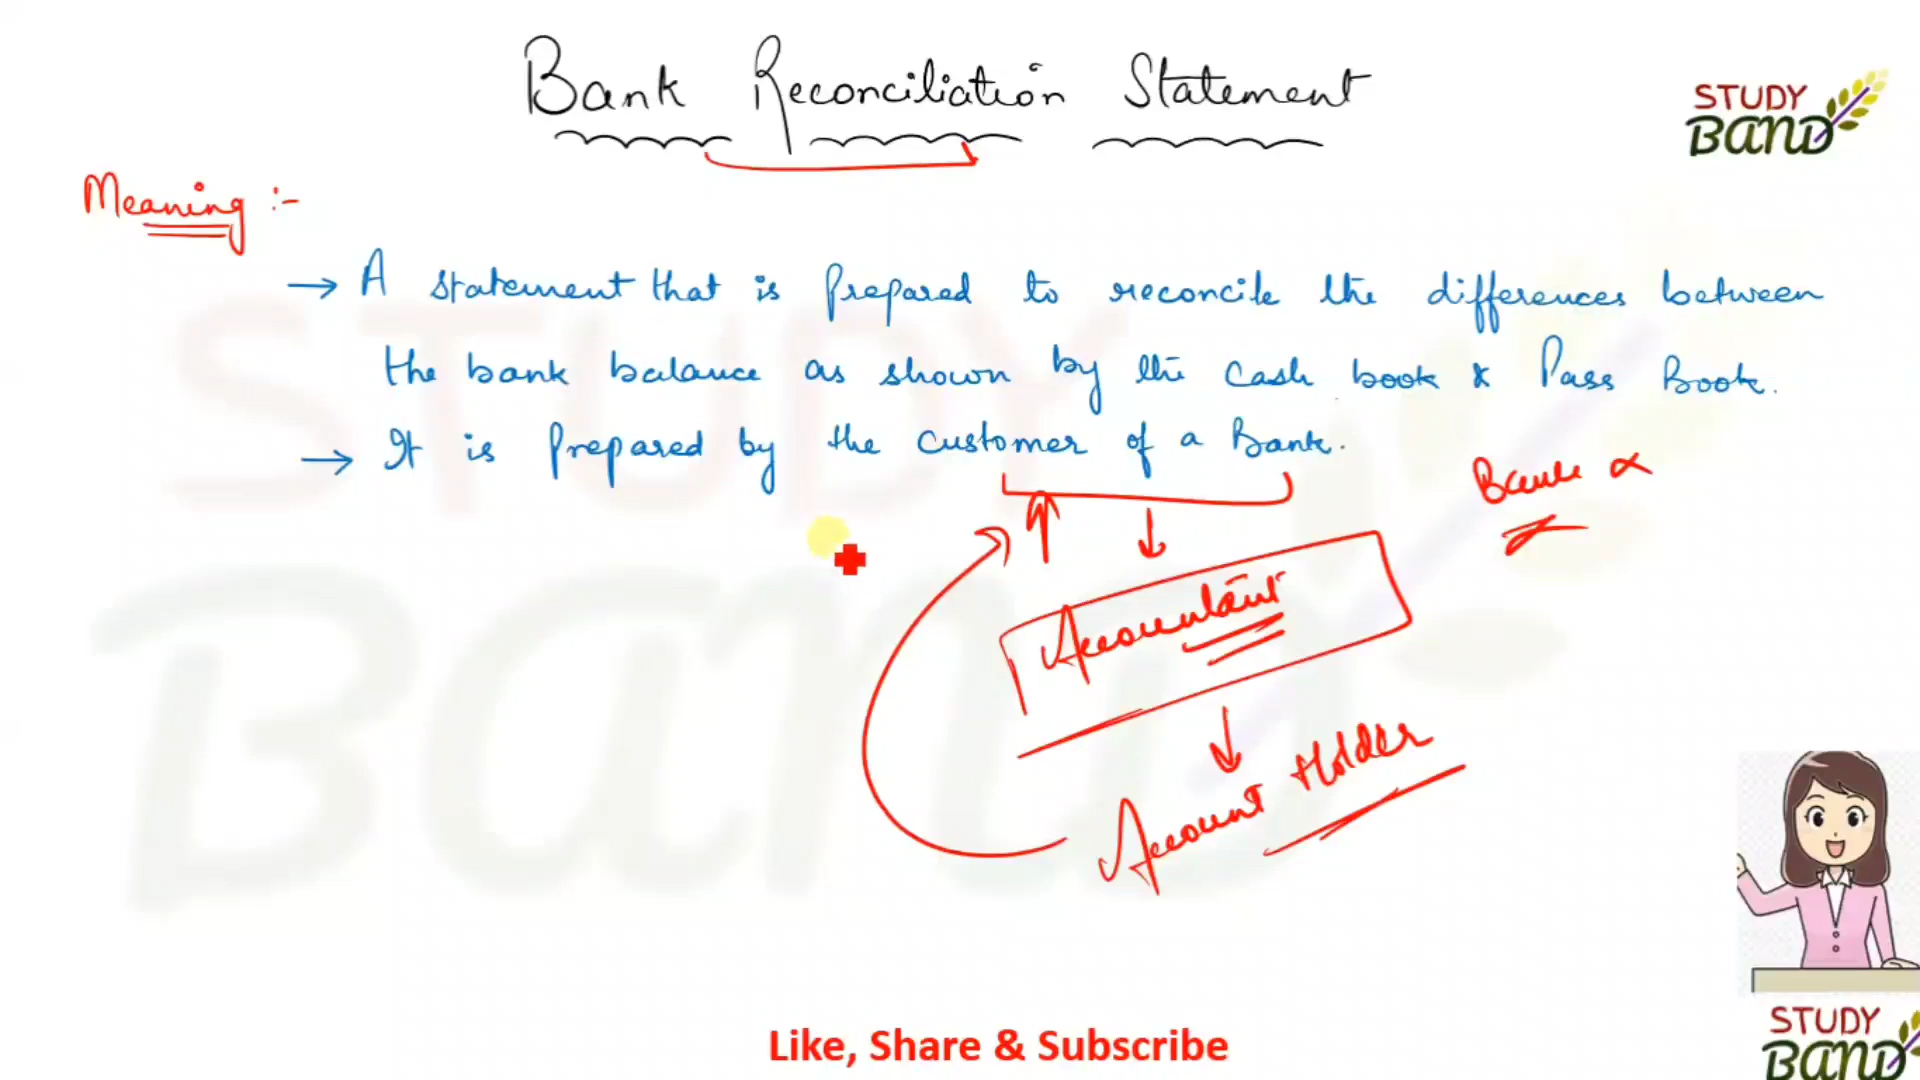 Bank Reconciliation Statement
STUDY
BAND
Meaning :-
→ A statement that is Prepared to reconcile the differences between
the bank balance as shown by the cash book & Pass Book.
→ It is prepared by the customer of a Bank.
Bank ×
Accountant
Account Holder
Like, Share & Subscribe
STUDY
BAND
STUDY
BAND